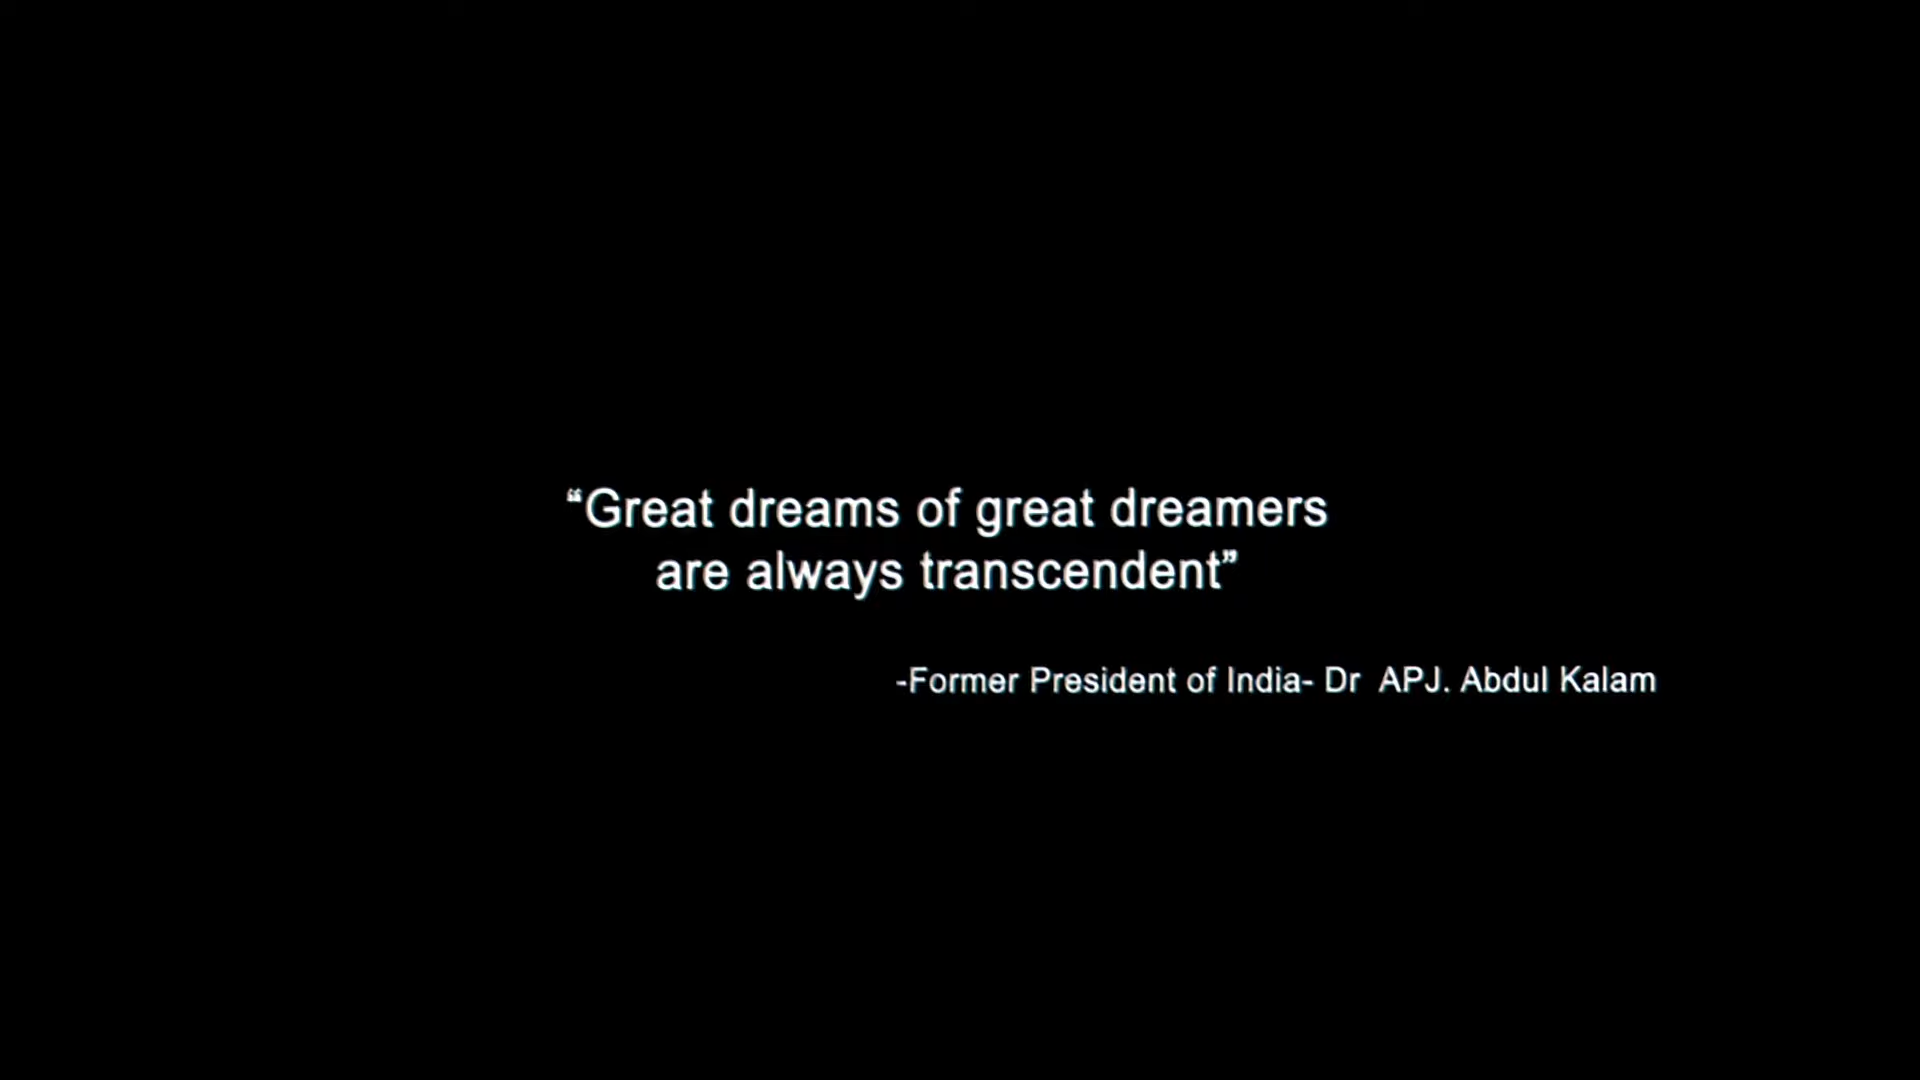 “Great dreams of great dreamers
are always transcendent”
-Former President of India- Dr  APJ. Abdul Kalam